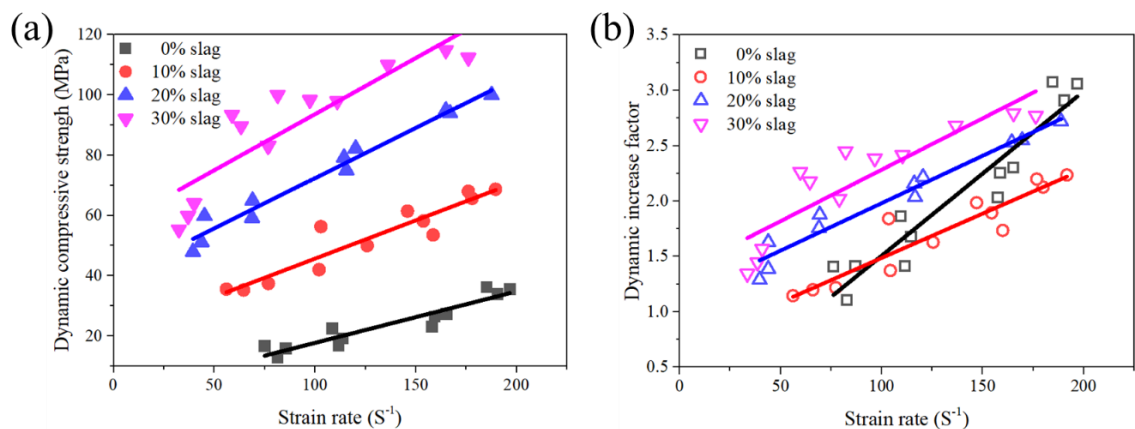 (a)
Dynamic compressive strengh (MPa)
120
100
80
60
40
20
0% slag
10% slag
20% slag
30% slag
0
50
100
150
200
Strain rate (S⁻¹)
(b)
Dynamic increase factor
3.5
3.0
2.5
2.0
1.5
1.0
0.5
0% slag
10% slag
20% slag
30% slag
0
50
100
150
200
Strain rate (S⁻¹)